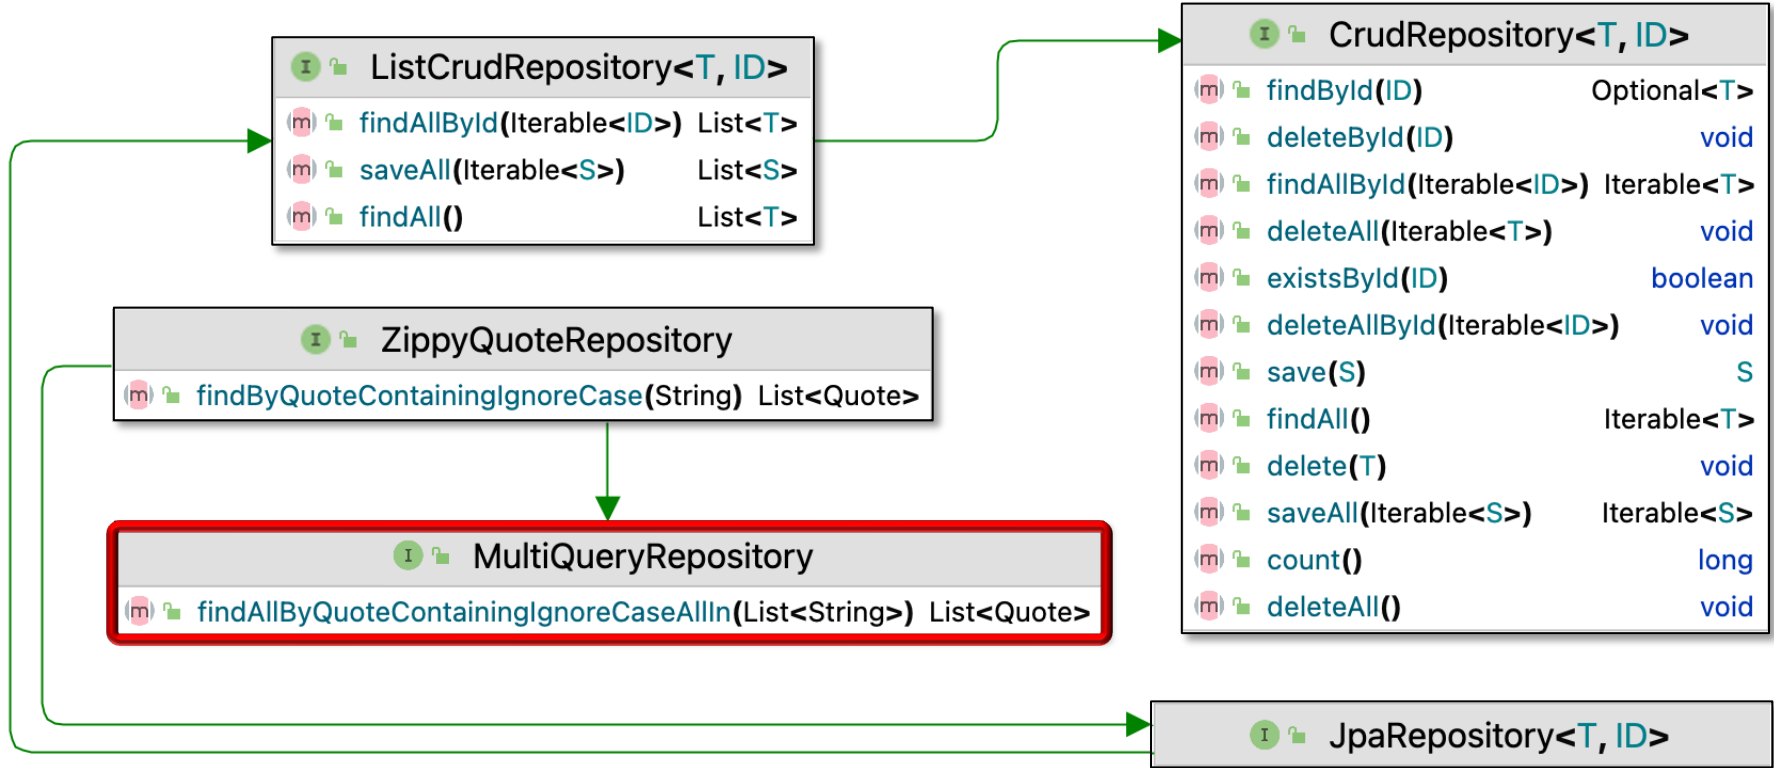 ListCrudRepository<T, ID>
findAllById(Iterable<ID>) List<T>
saveAll(Iterable<S>) List<S>
findAll() List<T>
ZippyQuoteRepository
findByQuoteContainingIgnoreCase(String) List<Quote>
MultiQueryRepository
findAllByQuoteContainingIgnoreCaseAllIn(List<String>) List<Quote>
CrudRepository<T, ID>
findById(ID) Optional<T>
deleteById(ID) void
findAllById(Iterable<ID>) Iterable<T>
deleteAll(Iterable<T>) void
existsById(ID) boolean
deleteAllById(Iterable<ID>) void
save(S) S
findAll() Iterable<T>
delete(T) void
saveAll(Iterable<S>) Iterable<S>
count() long
deleteAll() void
JpaRepository<T, ID>